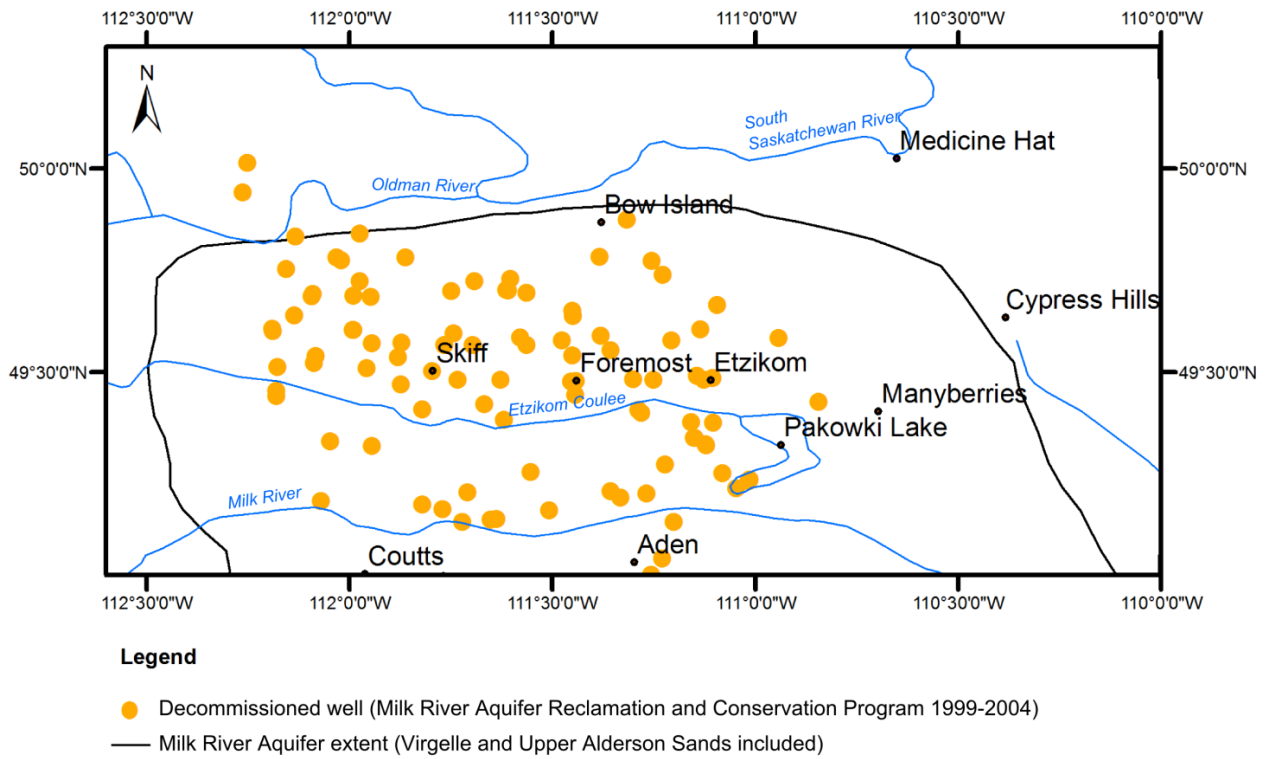 112°30'0"W 112°0'0"W 111°30'0"W 111°0'0"W 110°30'0"W 110°0'0"W
N
South
Saskatchewan River
Medicine Hat
50°0'0"N 50°0'0"N
Oldman River
Bow Island
Cypress Hills
Skiff
Foremost
Etzikom
49°30'0"N 49°30'0"N
Manyberries
Etzikom Coulee
Pakowki Lake
Milk River
Aden
Coutts
112°30'0"W 112°0'0"W 111°30'0"W 111°0'0"W 110°30'0"W 110°0'0"W
Legend
Decommissioned well (Milk River Aquifer Reclamation and Conservation Program 1999-2004)
Milk River Aquifer extent (Virgelle and Upper Alderson Sands included)